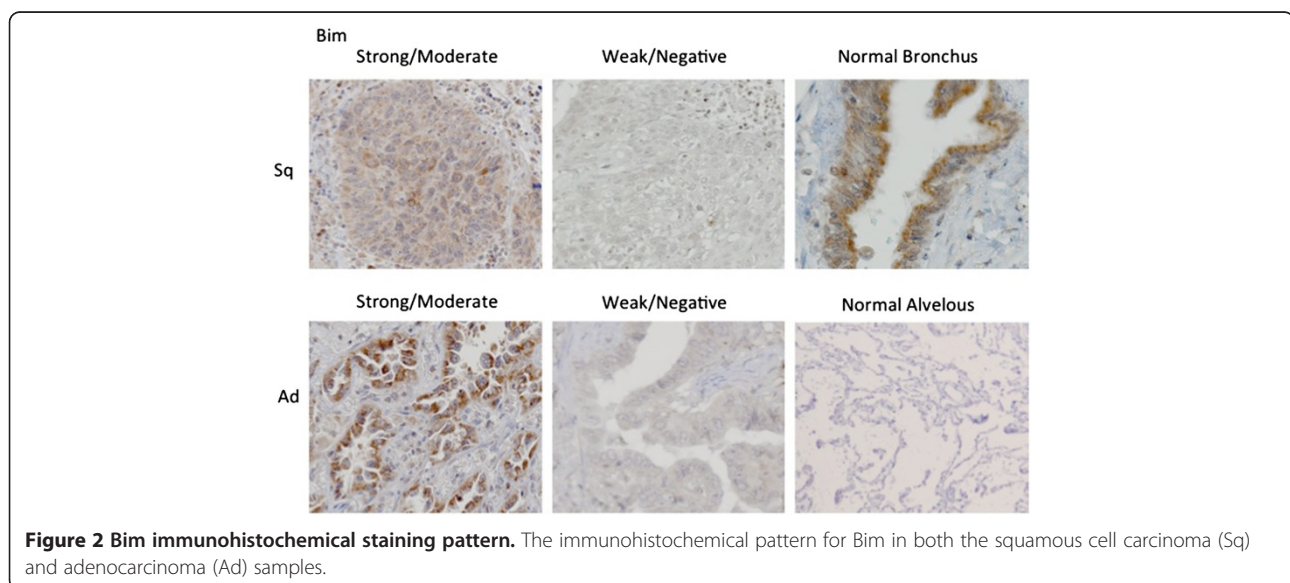 Bim
Strong/Moderate Weak/Negative Normal Bronchus
Sq
Strong/Moderate Weak/Negative Normal Alvelous
Ad
Figure 2 Bim immunohistochemical staining pattern. The immunohistochemical pattern for Bim in both the squamous cell carcinoma (Sq)
and adenocarcinoma (Ad) samples.